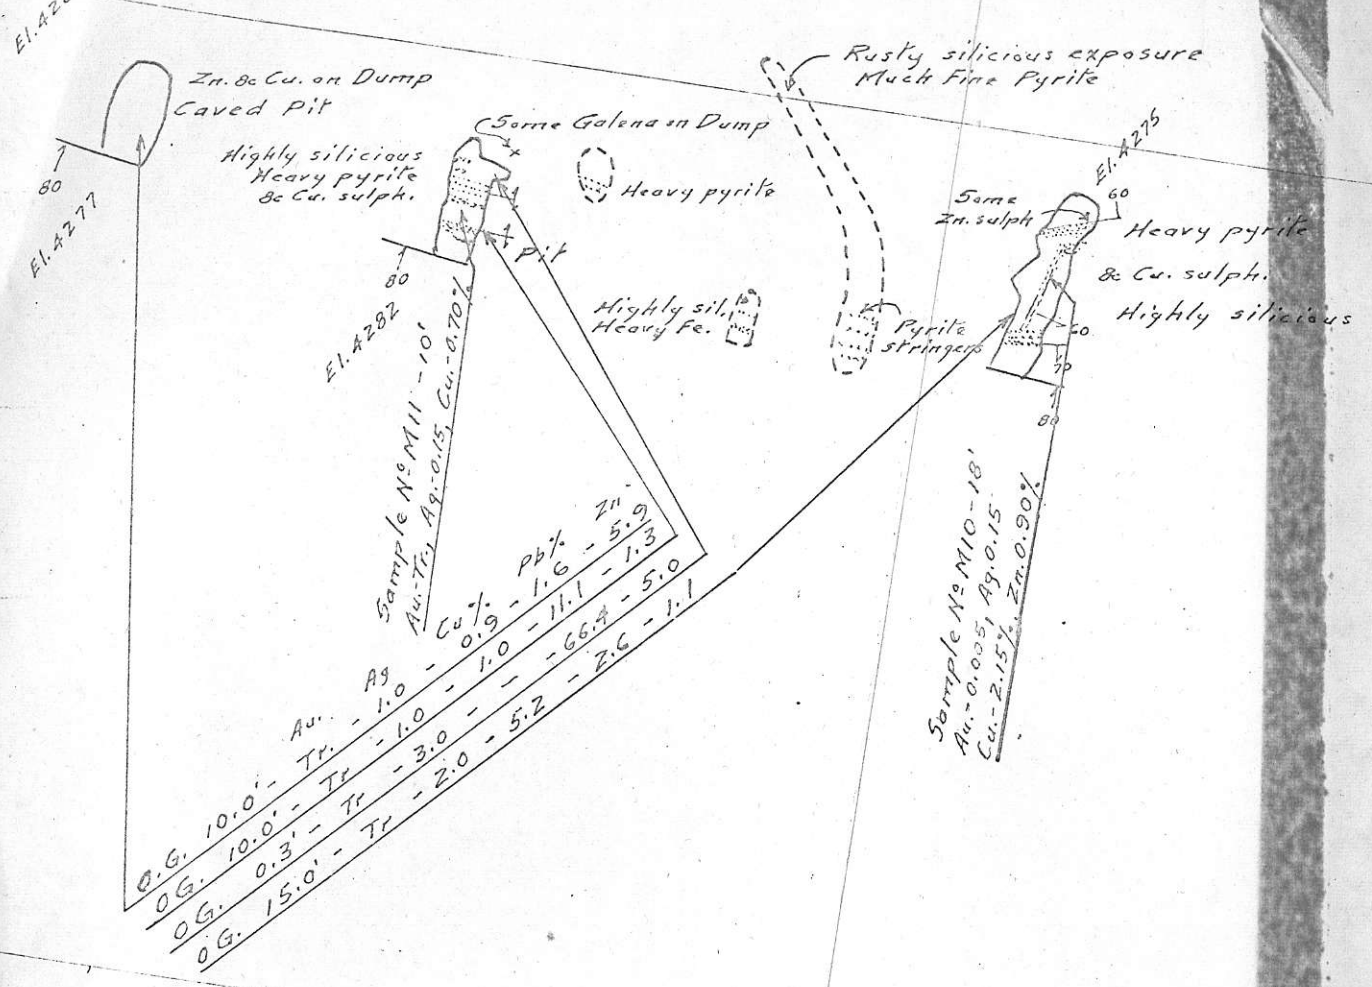 Zn. & Cu. on Dump
Caved Pit
80
El. 4277
Some Galena on Dump
Highly silicious
Heavy pyrite
& Cu. sulph.
Heavy pyrite
Pit
80
El. 4282
Rusty silicious exposure
Much Fine Pyrite
El. 4275
60
Some
Zn. sulph
Heavy pyrite
& Cu. sulph.
Highly silicious
60
70
80
Highly sil.
Heavy Fe.
Pyrite
stringers
Sample No M11 - 10'
Au.-Tr., Ag.-0.15, Cu.-0.70%
Sample No M10 - 18'
Au.-0.005, Ag. 0.15
Cu.-2.15%, Zn. 0.90%
Au. Ag Cu% Pb% Zn
O.G. 10.0' - Tr. - 1.0 - 0.9 - 1.6 - 5.9
O G. 10.0' - Tr - 1.0 - 1.0 - 11.1 - 1.3
O G. 0.3' - Tr - 3.0 - - 66.4 - 5.0
O G. 15.0' - Tr - 2.0 - 5.2 - 2.6 - 1.1